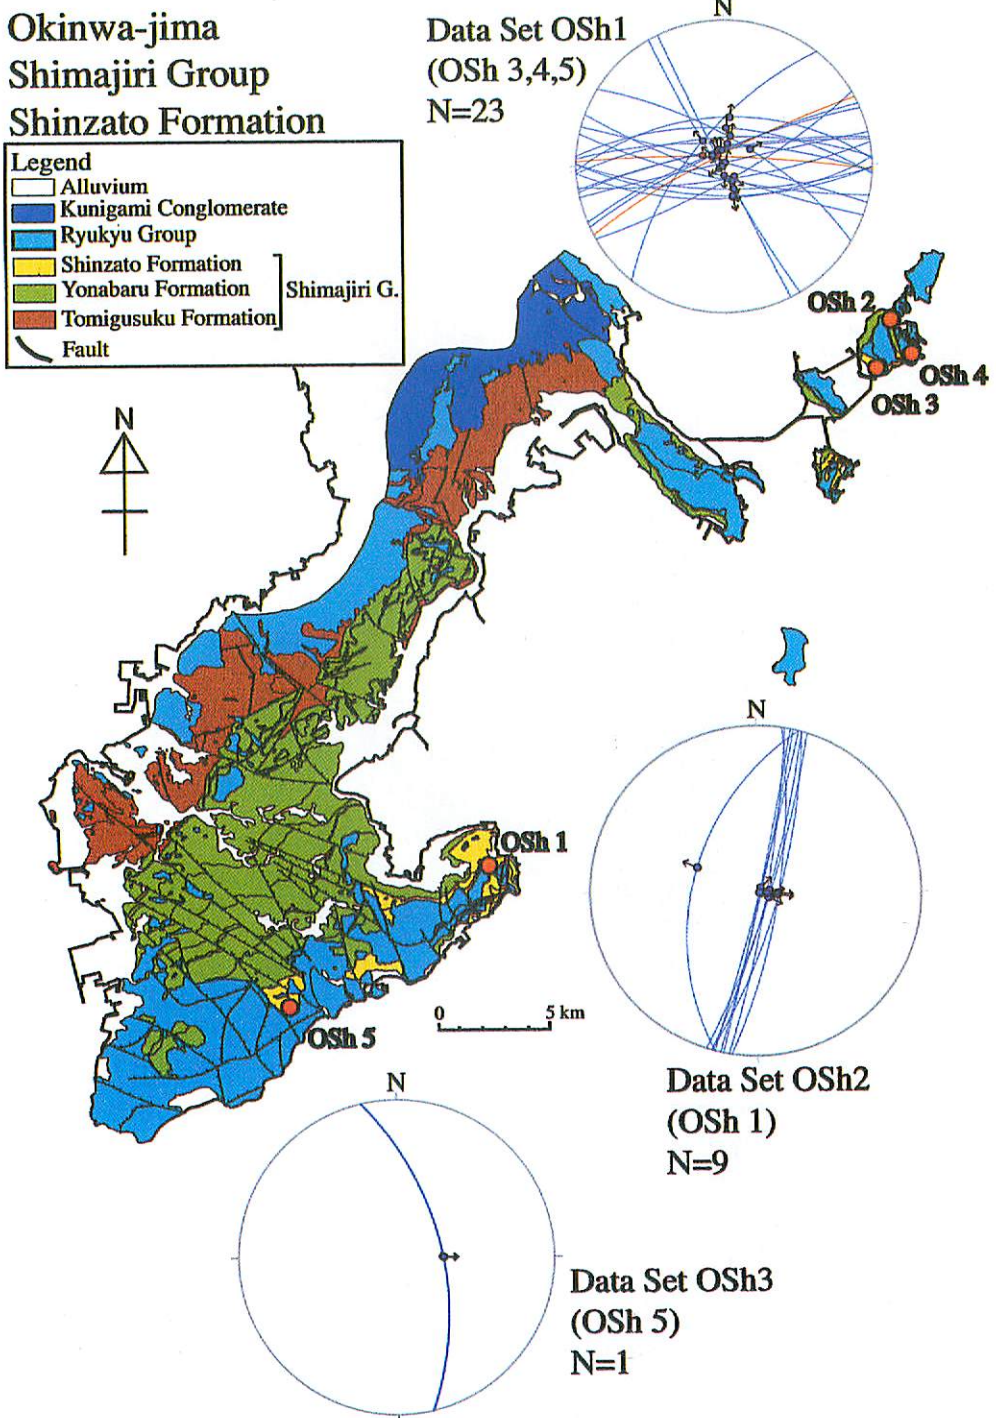 Okinwa-jima
Shimajiri Group
Shinzato Formation
Legend
Alluvium
Kunigami Conglomerate
Ryukyu Group
Shinzato Formation
Yonabaru Formation
Shimajiri G.
Tomigusuku Formation
Fault
N
Data Set OSh1
(OSh 3,4,5)
N=23
N
OSh 2
OSh 4
OSh 3
OSh 1
OSh 5
0 5 km
N
Data Set OSh2
(OSh 1)
N=9
N
Data Set OSh3
(OSh 5)
N=1